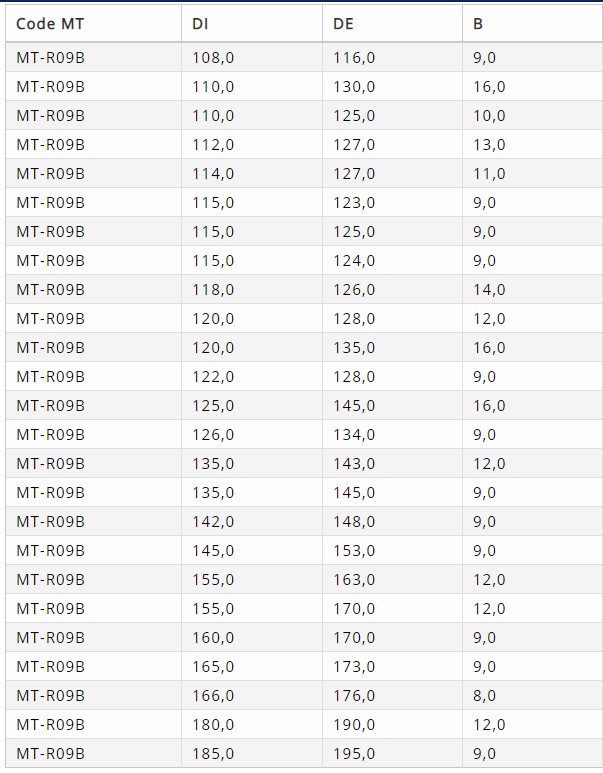 Code MT DI DE B
MT-R09B 108,0 116,0 9,0
MT-R09B 110,0 130,0 16,0
MT-R09B 110,0 125,0 10,0
MT-R09B 112,0 127,0 13,0
MT-R09B 114,0 127,0 11,0
MT-R09B 115,0 123,0 9,0
MT-R09B 115,0 125,0 9,0
MT-R09B 115,0 124,0 9,0
MT-R09B 118,0 126,0 14,0
MT-R09B 120,0 128,0 12,0
MT-R09B 120,0 135,0 16,0
MT-R09B 122,0 128,0 9,0
MT-R09B 125,0 145,0 16,0
MT-R09B 126,0 134,0 9,0
MT-R09B 135,0 143,0 12,0
MT-R09B 135,0 145,0 9,0
MT-R09B 142,0 148,0 9,0
MT-R09B 145,0 153,0 9,0
MT-R09B 155,0 163,0 12,0
MT-R09B 155,0 170,0 12,0
MT-R09B 160,0 170,0 9,0
MT-R09B 165,0 173,0 9,0
MT-R09B 166,0 176,0 8,0
MT-R09B 180,0 190,0 12,0
MT-R09B 185,0 195,0 9,0